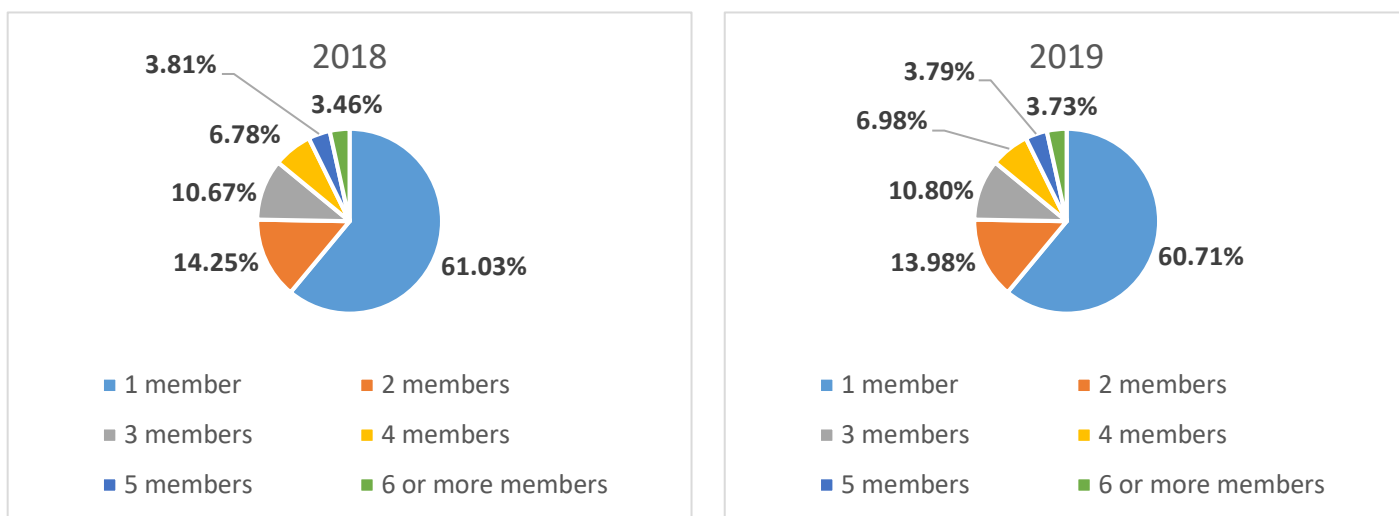 2018
3.81%
3.46%
6.78%
10.67%
14.25%
61.03%
1 member
2 members
3 members
4 members
5 members
6 or more members
2019
3.79%
3.73%
6.98%
10.80%
13.98%
60.71%
1 member
2 members
3 members
4 members
5 members
6 or more members